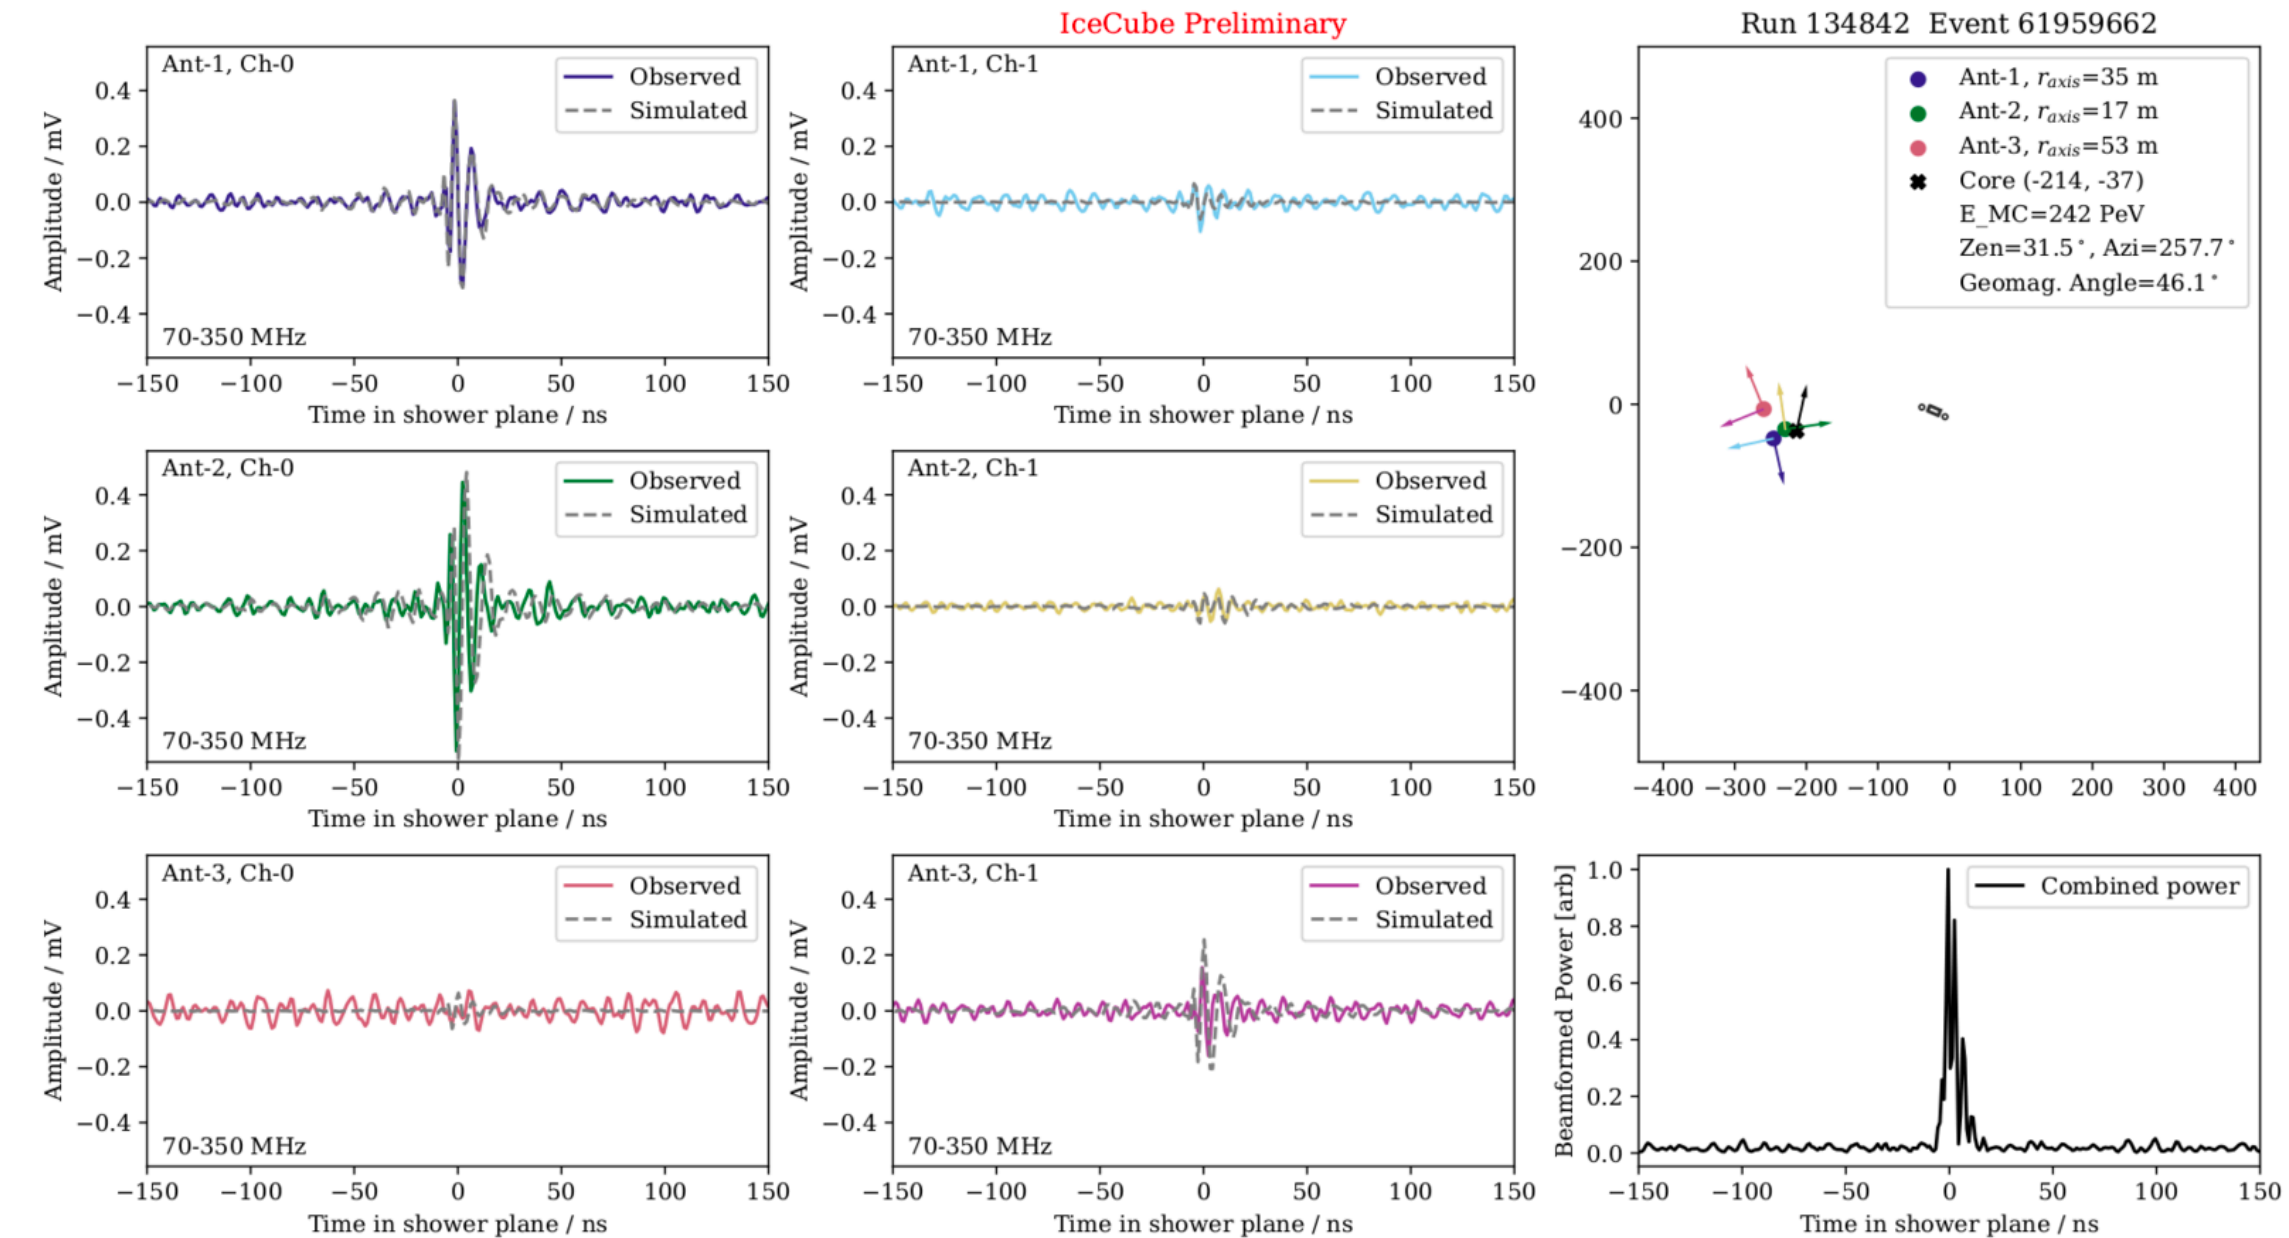 IceCube Preliminary
Run 134842 Event 61959662
Ant-1, Ch-0
Observed
Simulated
0.4
0.2
0.0
−0.2
−0.4
Amplitude / mV
70-350 MHz
−150 −100 −50 0 50 100 150
Time in shower plane / ns
Ant-1, Ch-1
Observed
Simulated
0.4
0.2
0.0
−0.2
−0.4
Amplitude / mV
70-350 MHz
−150 −100 −50 0 50 100 150
Time in shower plane / ns
Ant-1, r_axis=35 m
Ant-2, r_axis=17 m
Ant-3, r_axis=53 m
Core (-214, -37)
E_MC=242 PeV
Zen=31.5°, Azi=257.7°
Geomag. Angle=46.1°
400
200
0
−200
−400
−400 −300 −200 −100 0 100 200 300 400
Ant-2, Ch-0
Observed
Simulated
0.4
0.2
0.0
−0.2
−0.4
Amplitude / mV
70-350 MHz
−150 −100 −50 0 50 100 150
Time in shower plane / ns
Ant-2, Ch-1
Observed
Simulated
0.4
0.2
0.0
−0.2
−0.4
Amplitude / mV
70-350 MHz
−150 −100 −50 0 50 100 150
Time in shower plane / ns
Ant-3, Ch-0
Observed
Simulated
0.4
0.2
0.0
−0.2
−0.4
Amplitude / mV
70-350 MHz
−150 −100 −50 0 50 100 150
Time in shower plane / ns
Ant-3, Ch-1
Observed
Simulated
0.4
0.2
0.0
−0.2
−0.4
Amplitude / mV
70-350 MHz
−150 −100 −50 0 50 100 150
Time in shower plane / ns
Combined power
1.0
0.8
0.6
0.4
0.2
0.0
Beamformed Power [arb]
−150 −100 −50 0 50 100 150
Time in shower plane / ns